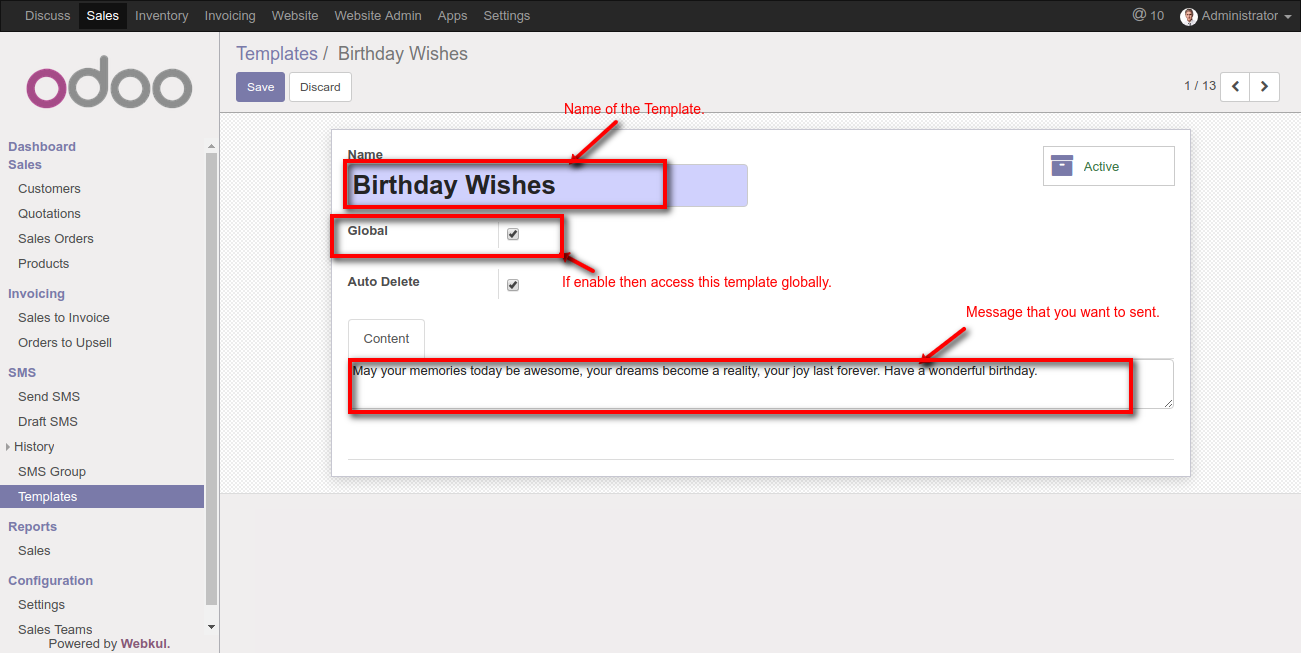 Discuss Sales Inventory Invoicing Website Website Admin Apps Settings @ 10 Administrator
odoo
Templates / Birthday Wishes
Save Discard
1 / 13
Name of the Template.
Name
Birthday Wishes
Active
Global
If enable then access this template globally.
Auto Delete
Message that you want to sent.
Content
May your memories today be awesome, your dreams become a reality, your joy last forever. Have a wonderful birthday.
Dashboard
Sales
Customers
Quotations
Sales Orders
Products
Invoicing
Sales to Invoice
Orders to Upsell
SMS
Send SMS
Draft SMS
History
SMS Group
Templates
Reports
Sales
Configuration
Settings
Sales Teams
Powered by Webkul.